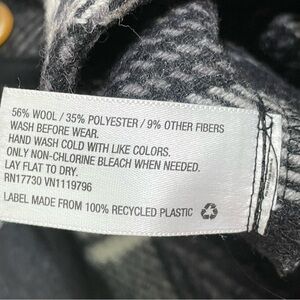 56% WOOL / 35% POLYESTER / 9% OTHER FIBERS
WASH BEFORE WEAR.
HAND WASH COLD WITH LIKE COLORS.
ONLY NON-CHLORINE BLEACH WHEN NEEDED.
LAY FLAT TO DRY.
RN17730 VN1119796
LABEL MADE FROM 100% RECYCLED PLASTIC